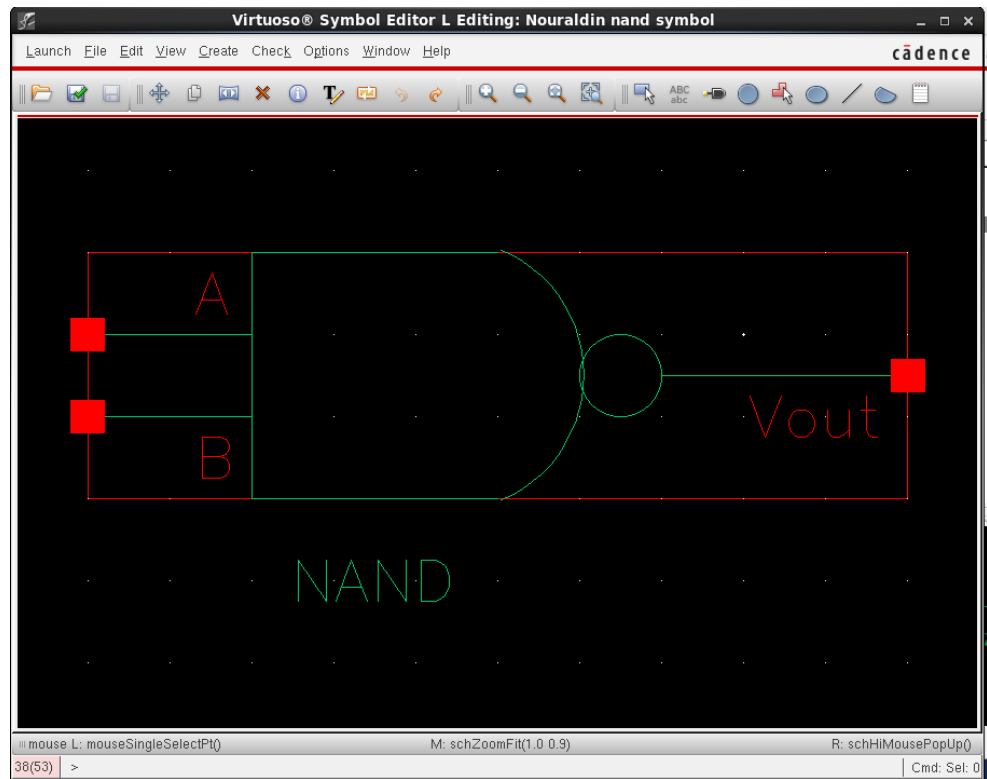 Virtuoso® Symbol Editor L Editing: Nouraldin nand symbol
Launch File Edit View Create Check Options Window Help cādence
T ABC
abc
A
B
Vout
NAND
mouse L: mouseSingleSelectPt() M: schZoomFit(1.0 0.9) R: schHiMousePopUp()
38(53) > Cmd: Sel: 0